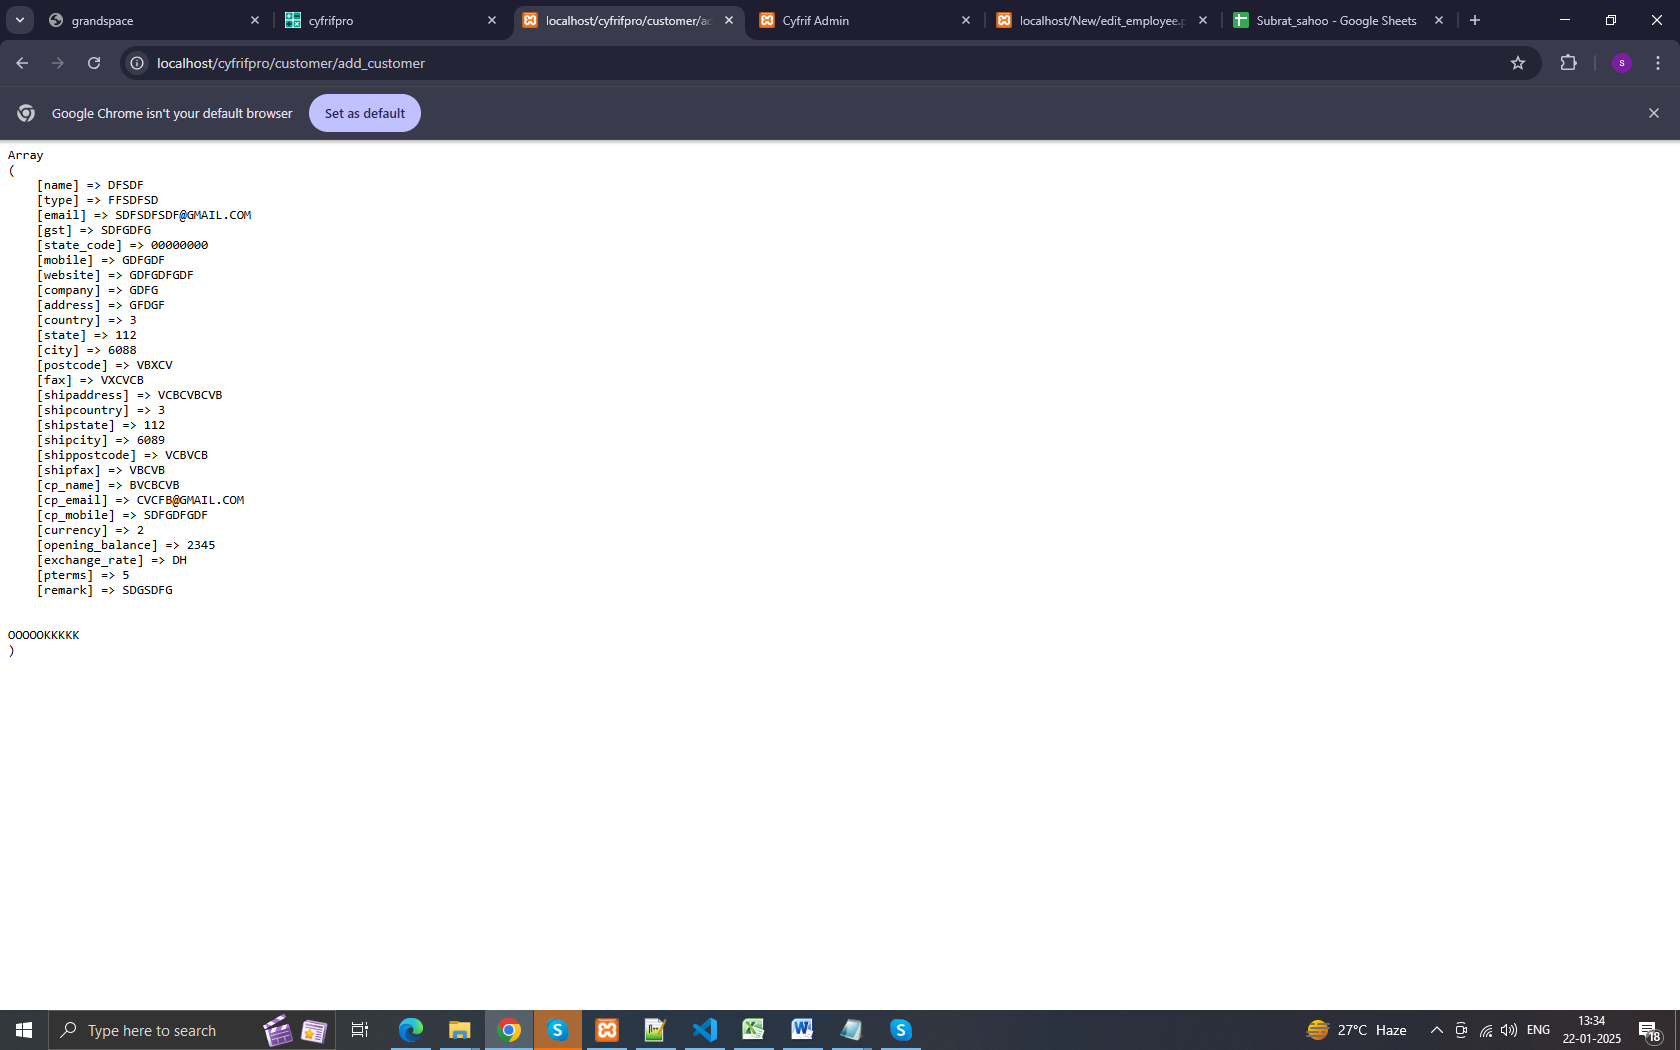 grandspace
cyfrifpro
localhost/cyfrifpro/customer/ad
Cyfrif Admin
localhost/New/edit_employee.p
Subrat_sahoo - Google Sheets
localhost/cyfrifpro/customer/add_customer
S
Google Chrome isn't your default browser
Set as default
Array
(
[name] => DFSDF
[type] => FFSDFSD
[email] => SDFSDFSDF@GMAIL.COM
[gst] => SDFGDFG
[state_code] => 00000000
[mobile] => GDFGDF
[website] => GDFGDFGDF
[company] => GDFG
[address] => GFDGF
[country] => 3
[state] => 112
[city] => 6088
[postcode] => VBXCV
[fax] => VXCVCB
[shipaddress] => VCBCVBCVB
[shipcountry] => 3
[shipstate] => 112
[shipcity] => 6089
[shippostcode] => VCBVCB
[shipfax] => VBCVB
[cp_name] => BVCBCVB
[cp_email] => CVCFB@GMAIL.COM
[cp_mobile] => SDFGDFGDF
[currency] => 2
[opening_balance] => 2345
[exchange_rate] => DH
[pterms] => 5
[remark] => SDGSDFG
OOOOOKKKKK
)
Type here to search
27°C Haze
ENG
13:34
22-01-2025
18